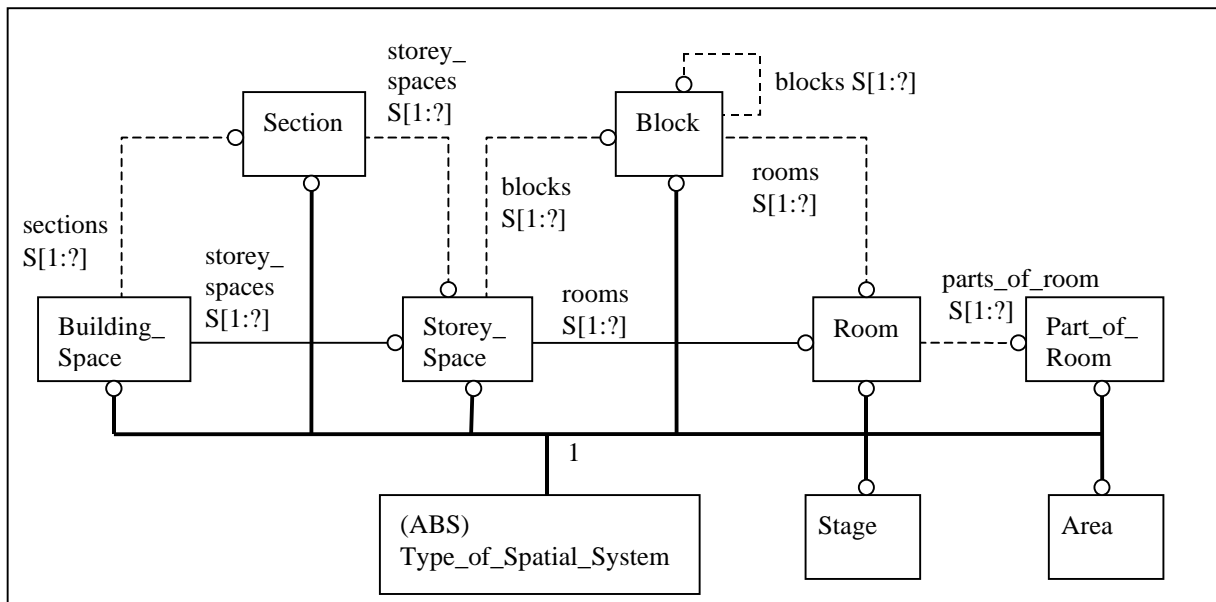 storey_
spaces
S[1:?]
blocks S[1:?]
Section
Block
rooms
S[1:?]
blocks
S[1:?]
sections
S[1:?]
storey_
spaces
S[1:?]
rooms
S[1:?]
parts_of_room
S[1:?]
Building_
Space
Storey_
Space
Room
Part_of_
Room
1
(ABS)
Type_of_Spatial_System
Stage
Area